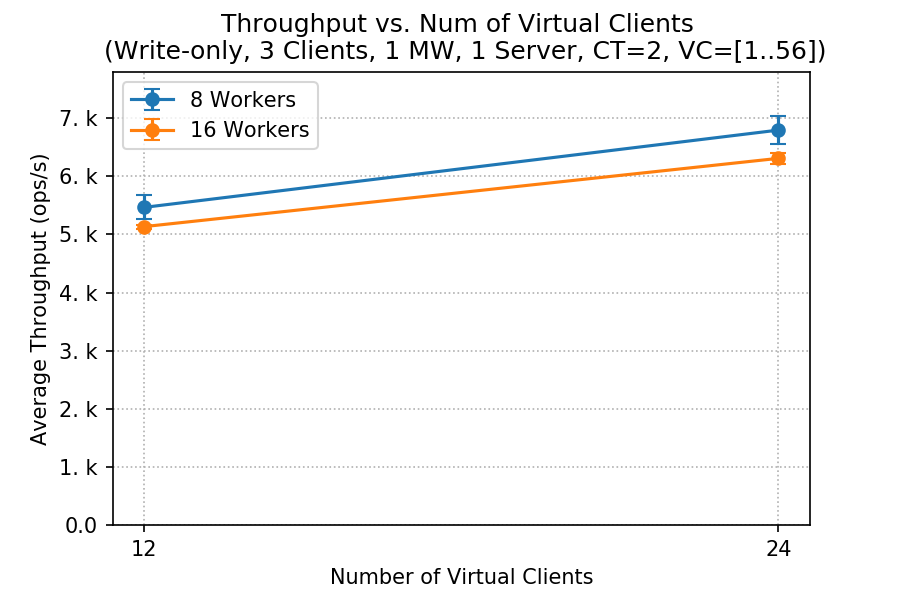 Throughput vs. Num of Virtual Clients
(Write-only, 3 Clients, 1 MW, 1 Server, CT=2, VC=[1..56])
8 Workers
16 Workers
Average Throughput (ops/s)
7. k
6. k
5. k
4. k
3. k
2. k
1. k
0.0
12
24
Number of Virtual Clients